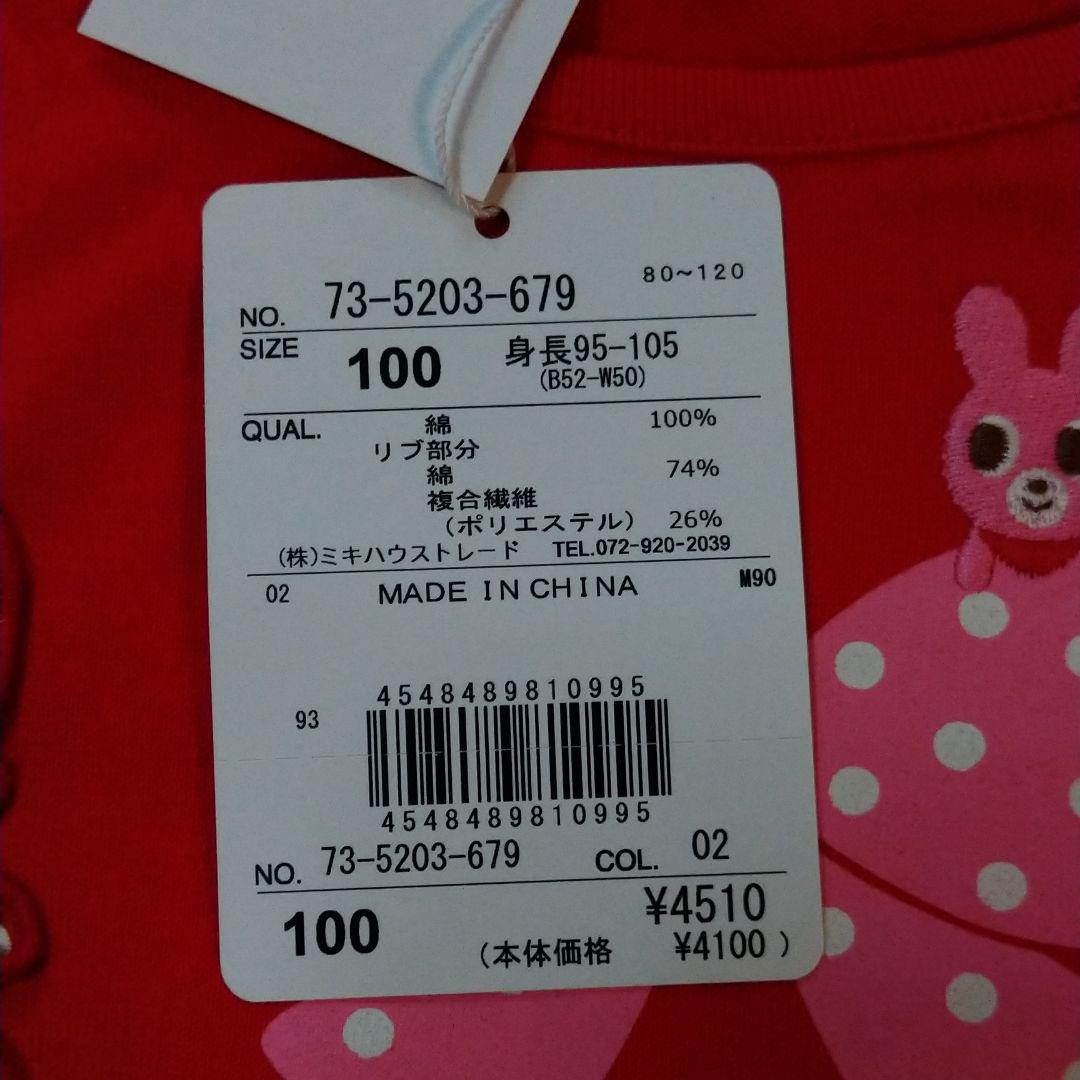 NO. 73-5203-679 80~120
SIZE 100 身長95-105
(B52-W50)
QUAL. 綿 100%
リブ部分
綿 74%
複合繊維
(ポリエステル) 26%
(株)ミキハウストレード TEL.072-920-2039
02 MADE IN CHINA M90
4548489810995
93
4548489810995
NO. 73-5203-679 COL. 02
100 ¥4510
(本体価格 ¥4100 )